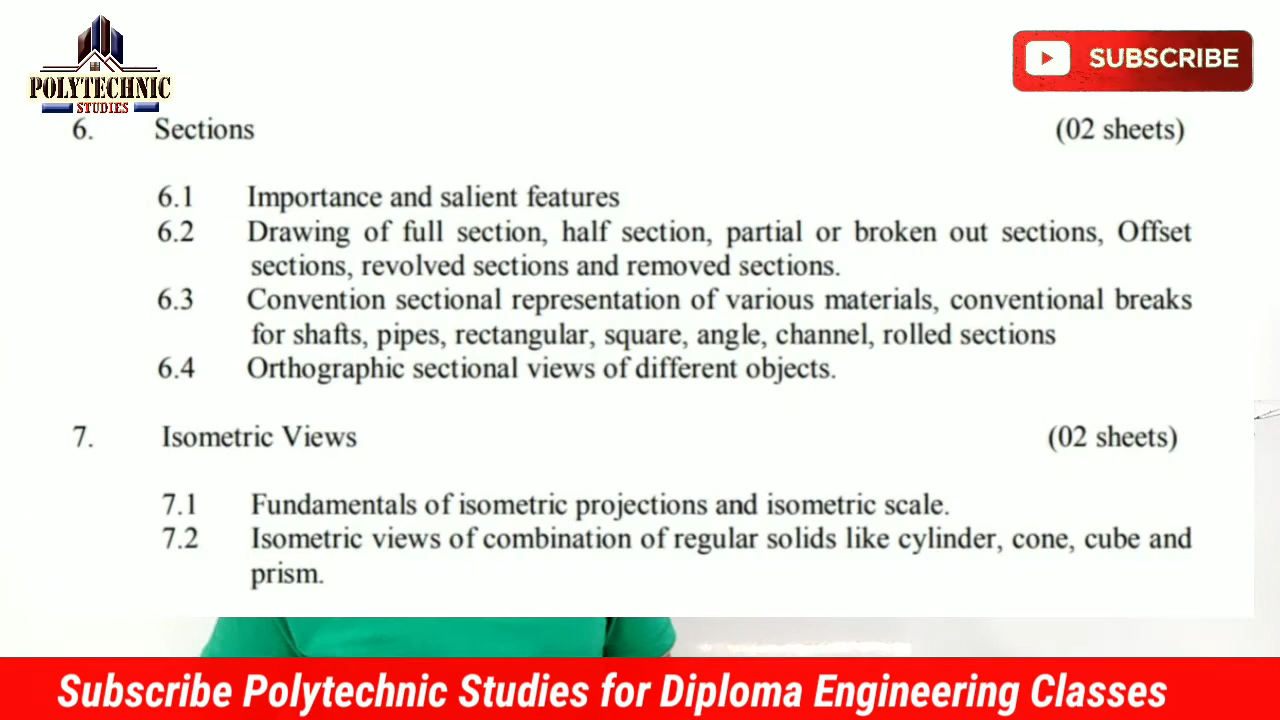 POLYTECHNIC
STUDIES
SUBSCRIBE
6. Sections (02 sheets)
6.1 Importance and salient features
6.2 Drawing of full section, half section, partial or broken out sections, Offset
sections, revolved sections and removed sections.
6.3 Convention sectional representation of various materials, conventional breaks
for shafts, pipes, rectangular, square, angle, channel, rolled sections
6.4 Orthographic sectional views of different objects.
7. Isometric Views (02 sheets)
7.1 Fundamentals of isometric projections and isometric scale.
7.2 Isometric views of combination of regular solids like cylinder, cone, cube and
prism.
Subscribe Polytechnic Studies for Diploma Engineering Classes